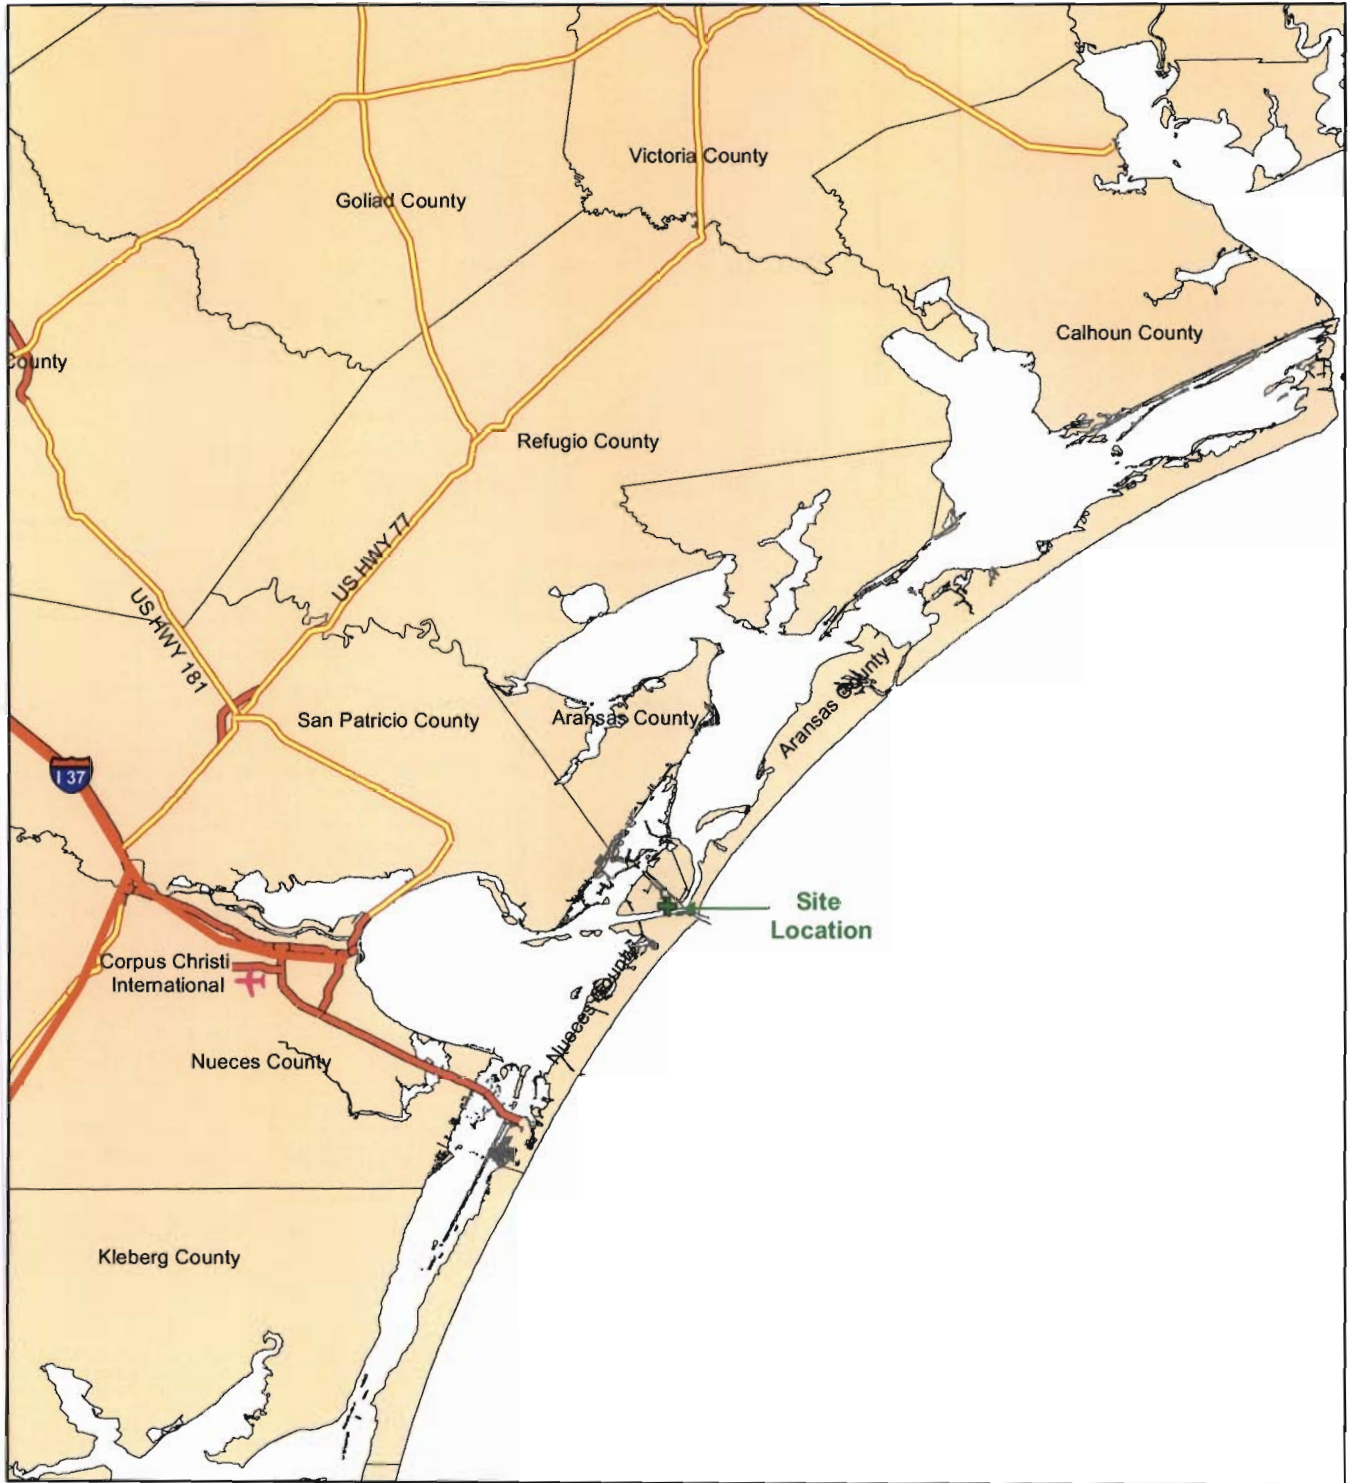 Victoria County
Goliad County
Calhoun County
County
Refugio County
US HWY 77
US HWY 181
San Patricio County
Aransas County
Aransas County
I 37
Site
Location
Corpus Christi
International
Nueces County
Nueces County
Kleberg County